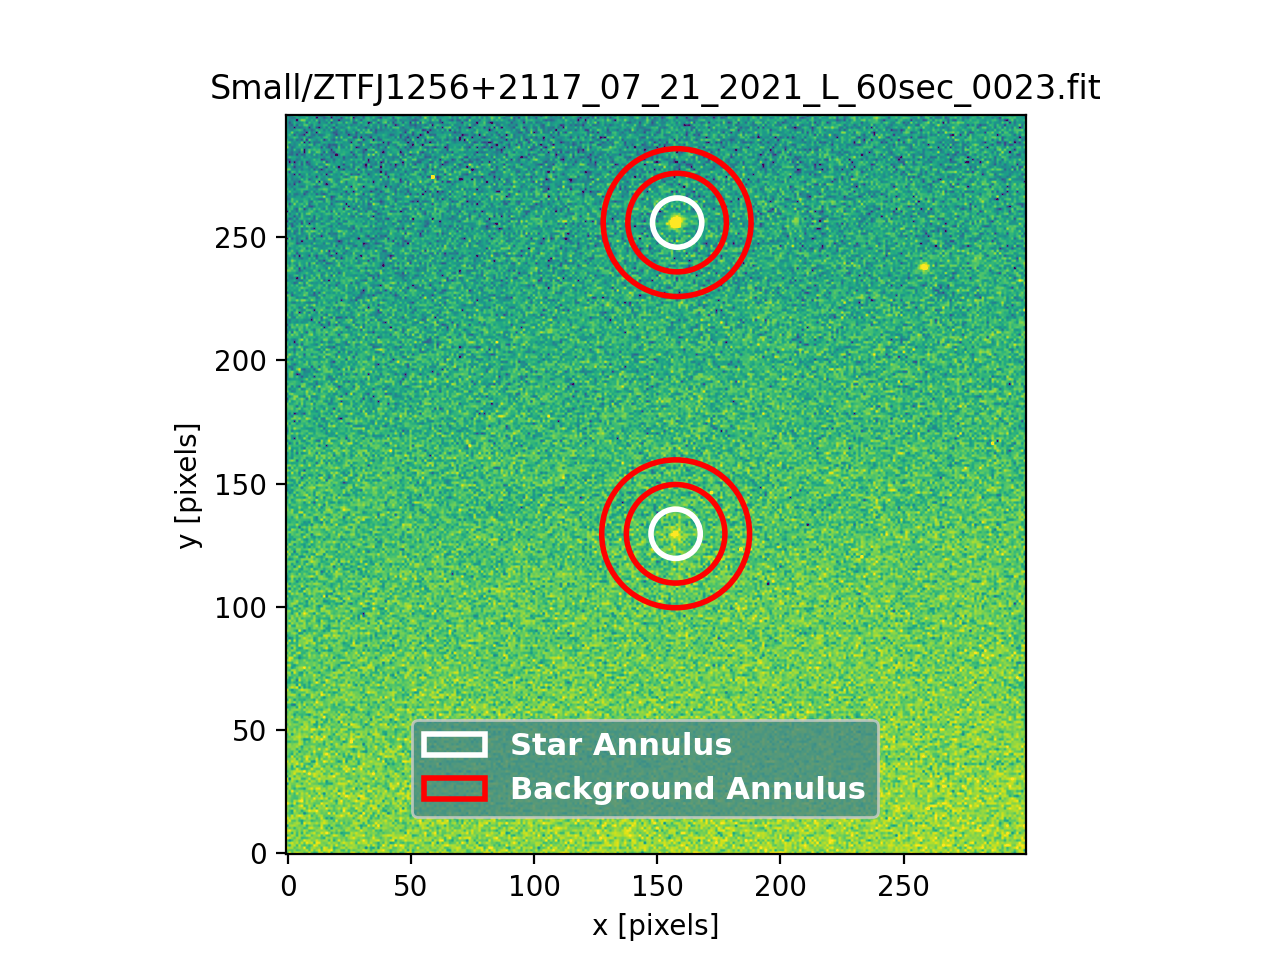 Small/ZTFJ1256+2117_07_21_2021_L_60sec_0023.fit
250
200
150
100
50
0
y [pixels]
Star Annulus
Background Annulus
0 50 100 150 200 250
x [pixels]